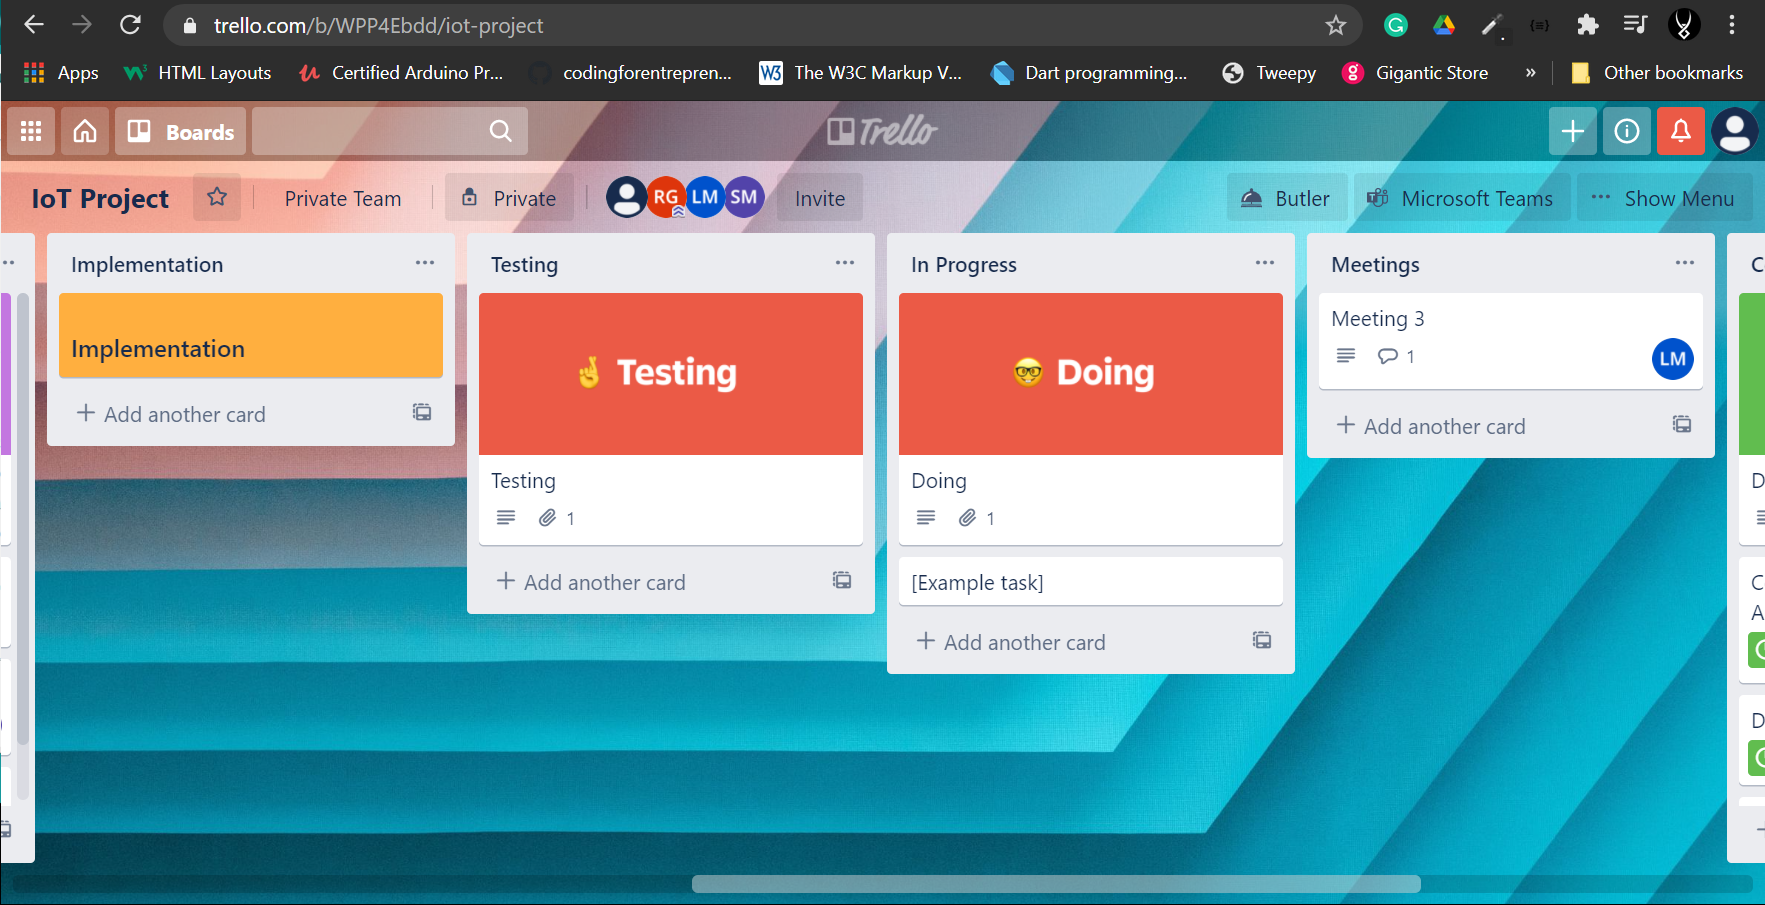 trello.com/b/WPP4Ebdd/iot-project
Apps HTML Layouts Certified Arduino Pr... codingforentrepren... The W3C Markup V... Dart programming... Tweepy Gigantic Store » Other bookmarks
Boards
Trello
IoT Project Private Team Private RG LM SM Invite Butler Microsoft Teams ... Show Menu
Implementation
Implementation
+ Add another card
Testing
🤞 Testing
Testing
1
+ Add another card
In Progress
🤓 Doing
Doing
1
[Example task]
+ Add another card
Meetings
Meeting 3
1
LM
+ Add another card